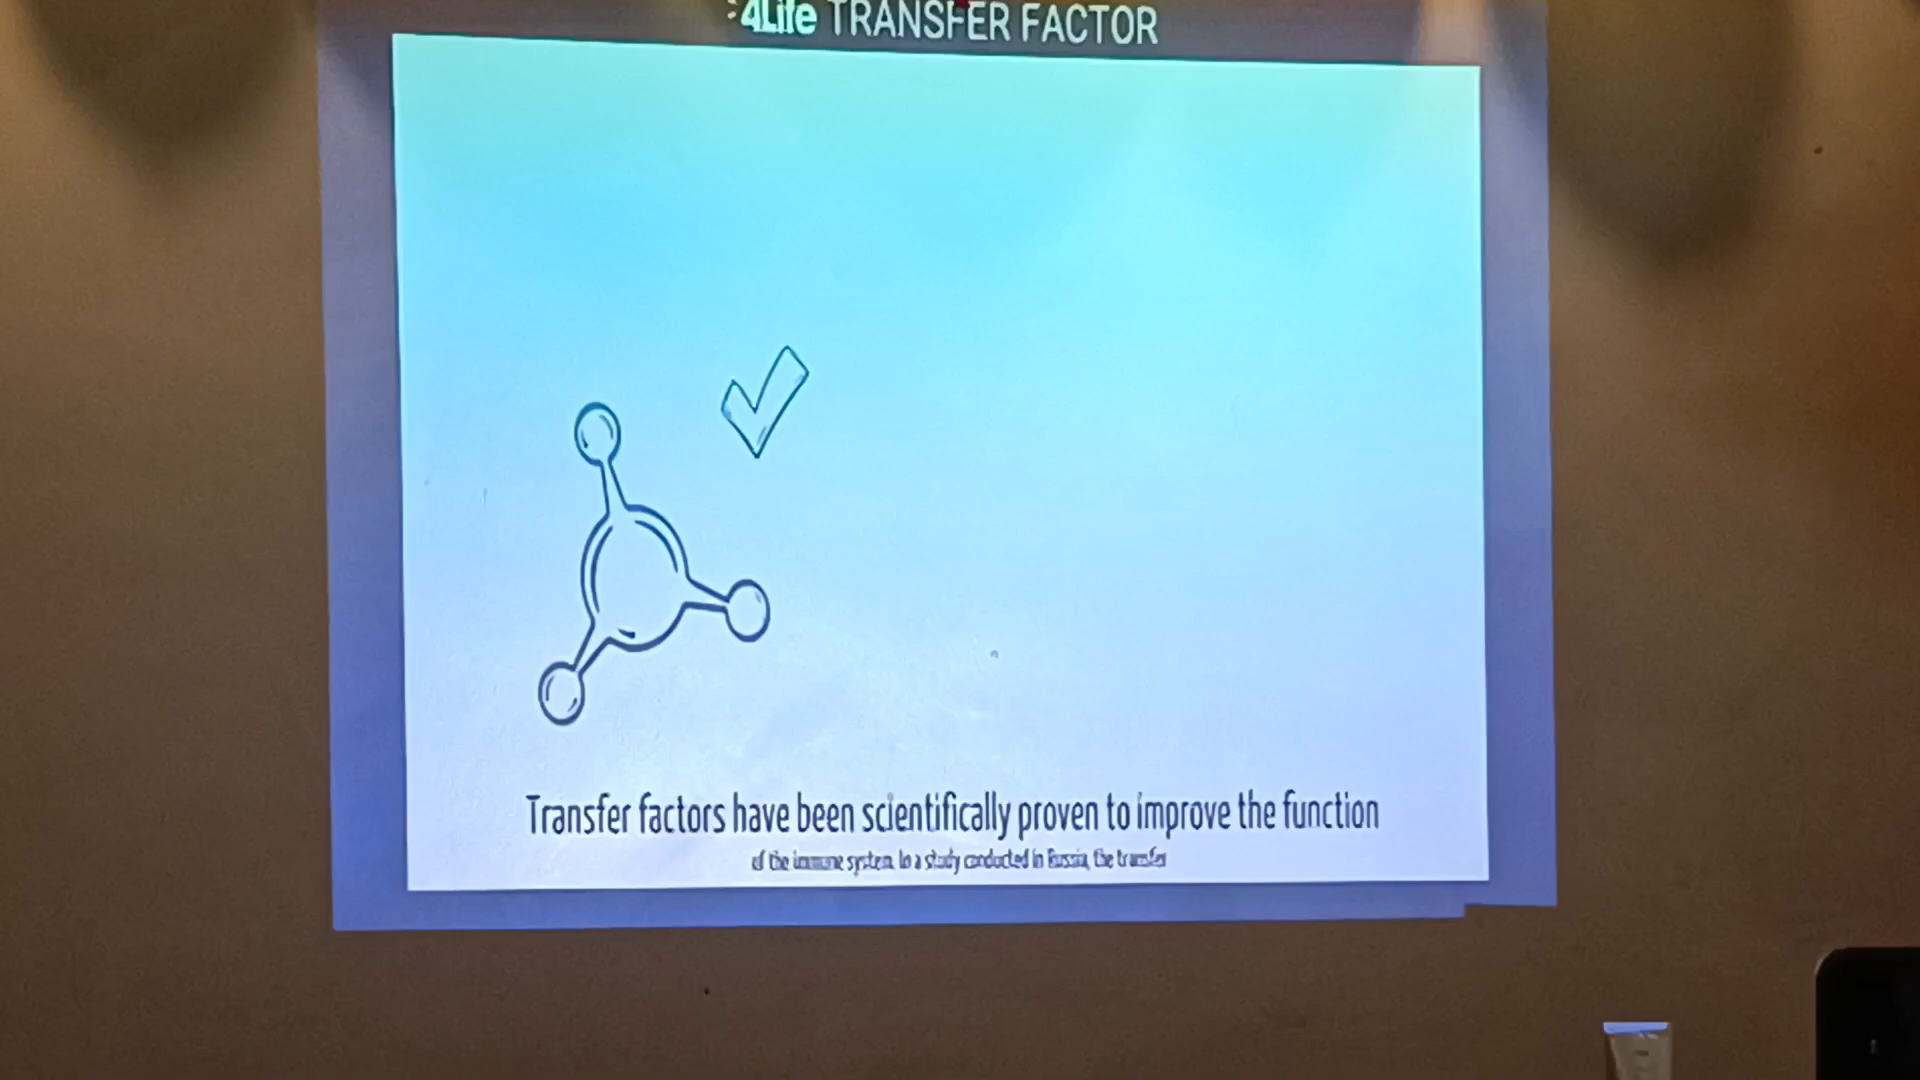 4Life TRANSFER FACTOR
Transfer factors have been scientifically proven to improve the function
of the immune system. In a study conducted in Russia, the transfer